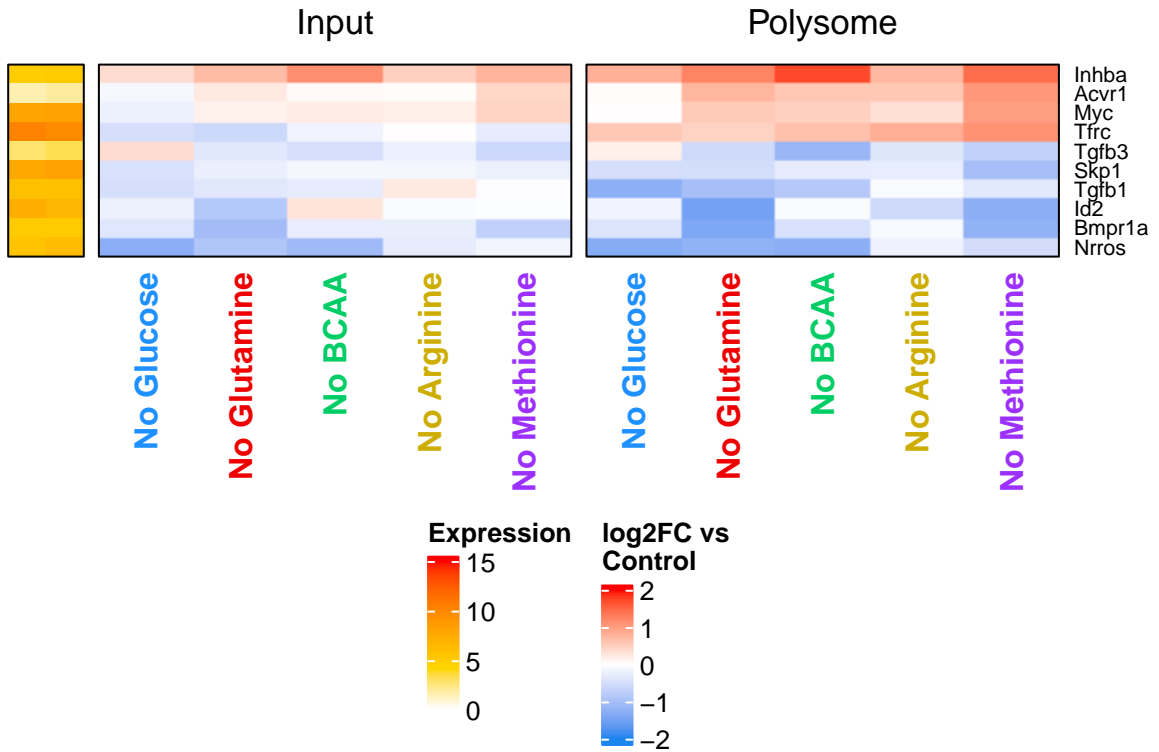 Input
Polysome
Inhba
Acvr1
Myc
Tfrc
Tgfb3
Skp1
Tgfb1
Id2
Bmpr1a
Nrros
No Glucose
No Glutamine
No BCAA
No Arginine
No Methionine
No Glucose
No Glutamine
No BCAA
No Arginine
No Methionine
Expression
15
10
5
0
log2FC vs
Control
2
1
0
−1
−2